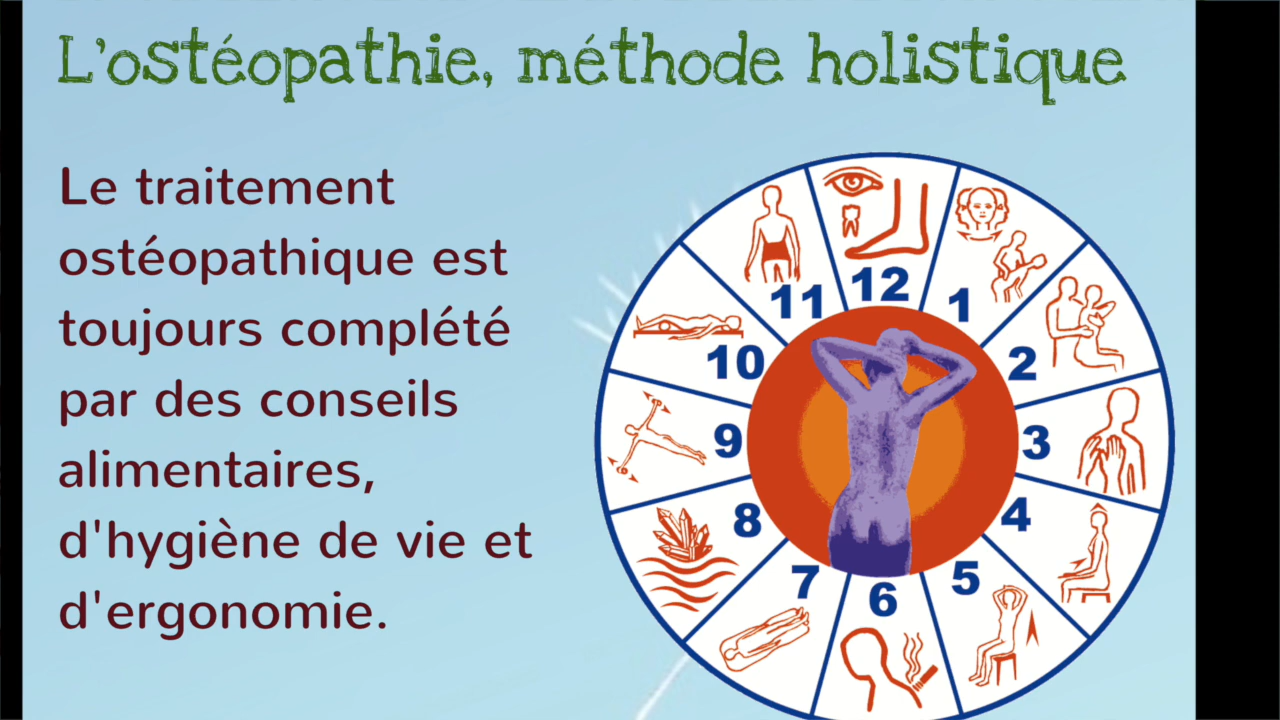 L'ostéopathie, méthode holistique
Le traitement
ostéopathique est
toujours complété
par des conseils
alimentaires,
d'hygiène de vie et
d'ergonomie.
12
11
1
10
2
9
3
8
4
7
5
6